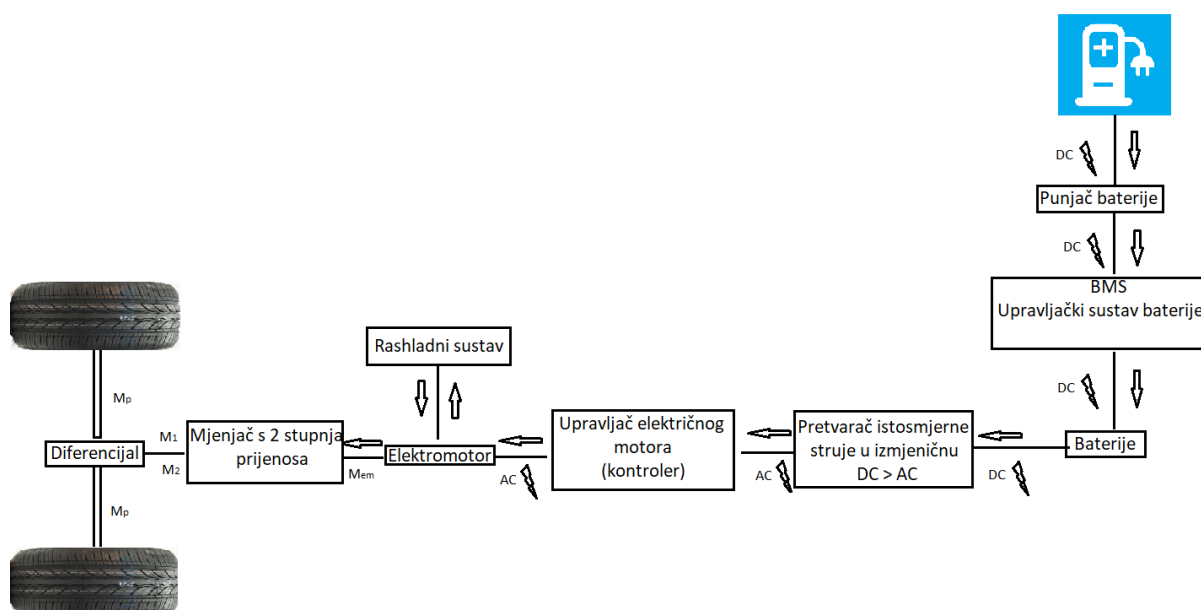 DC
Punjač baterije
DC
BMS
Upravljački sustav baterije
DC
Rashladni sustav
Mp
M1
M2
Diferencijal
Mjenjač s 2 stupnja
prijenosa
Mem
Elektromotor
AC
Upravljač električnog
motora
(kontroler)
AC
Pretvarač istosmjerne
struje u izmjeničnu
DC > AC
DC
Baterije
Mp